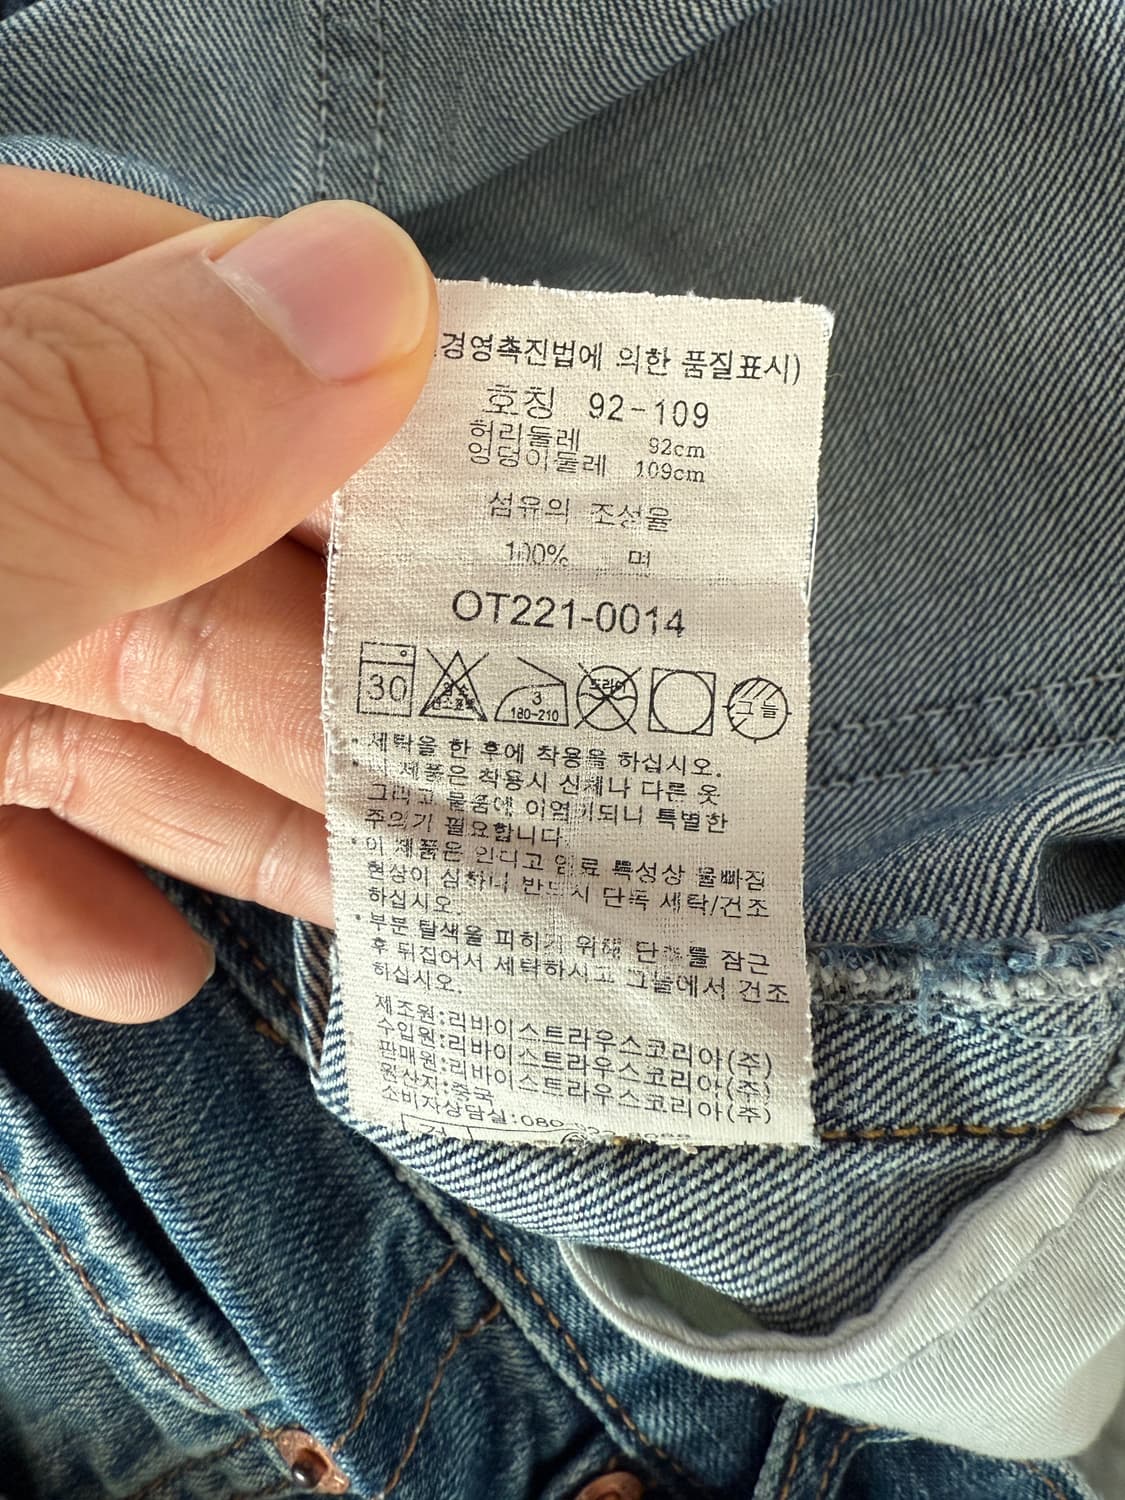 경영촉진법에 의한 품질표시)
호칭 92-109
허리둘레 92cm
엉덩이둘레 109cm
섬유의 조성율
100% 면
OT221-0014
30
염소
3
180-210
드라이
그늘
· 세탁을 한 후에 착용을 하십시오.
· 이 제품은 착용시 신체나 다른 옷
그리고 물품에 이염기되니 특별한
주의가 필요합니다.
· 이 제품은 인디고 염료 특성상 물빠짐
현상이 심하니 반드시 단독 세탁/건조
하십시오.
· 부분 탈색을 피하기 위해 단추를 잠근
후 뒤집어서 세탁하시고 그늘에서 건조
하십시오.
제조원:리바이스트라우스코리아(주)
수입원:리바이스트라우스코리아(주)
판매원:리바이스트라우스코리아(주)
원산지:중국
소비자상담실:080